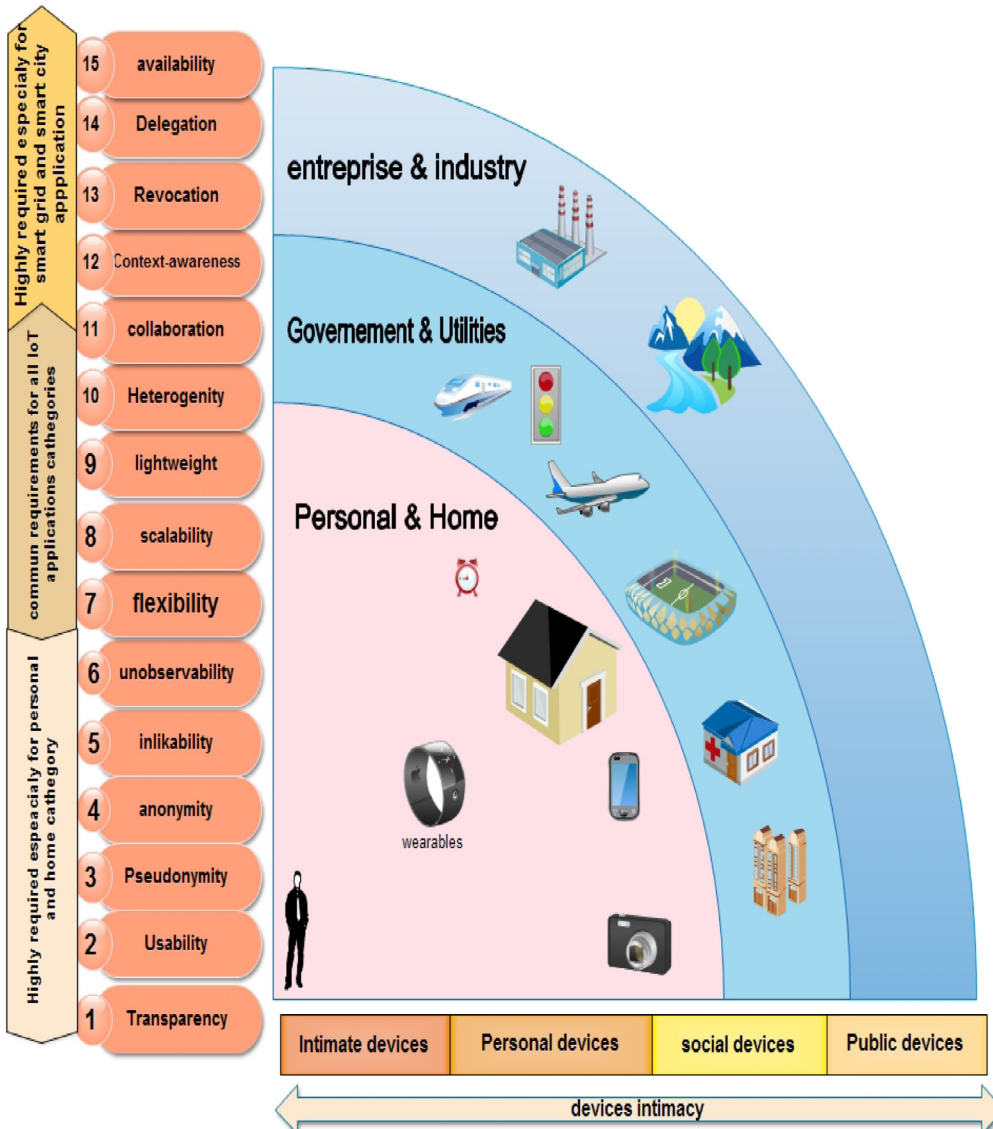 Highly required especialy for
smart grid and smart city
appplication
commun requirements for all IoT
applications cathegories
Highly required espeacialy for personal
and home cathegory
15 availability
14 Delegation
13 Revocation
12 Context-awareness
11 collaboration
10 Heterogenity
9 lightweight
8 scalability
7 flexibility
6 unobservability
5 inlikability
4 anonymity
3 Pseudonymity
2 Usability
1 Transparency
entreprise & industry
Governement & Utilities
Personal & Home
wearables
Intimate devices
Personal devices
social devices
Public devices
devices intimacy